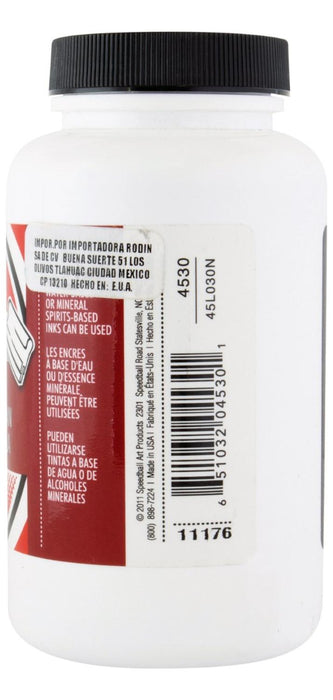 IMPOR.POR IMPORTADORA RODIN
SA DE CV BUENA SUERTE 51 LOS
OLIVOS TLAHUAC CIUDAD MEXICO
CP 13210 HECHO EN: E.U.A.
OR MINERAL
SPIRITS-BASED
INKS CAN BE USED
LES ENCRES
À BASE D'EAU
OU D'ESSENCE
MINERALE,
PEUVENT ÊTRE
UTILISÉES
PUEDEN
UTILIZARSE
TINTAS A BASE
DE AGUA O DE
ALCOHOLES
MINERALES
© 2011 Speedball Art Products 2301 Speedball Road Statesville, NC
(800) 898-7224 | Made in USA | Fabriqué en États-Unis | Hecho en Est
4530
45L030N
6 51032 04530 1
11176